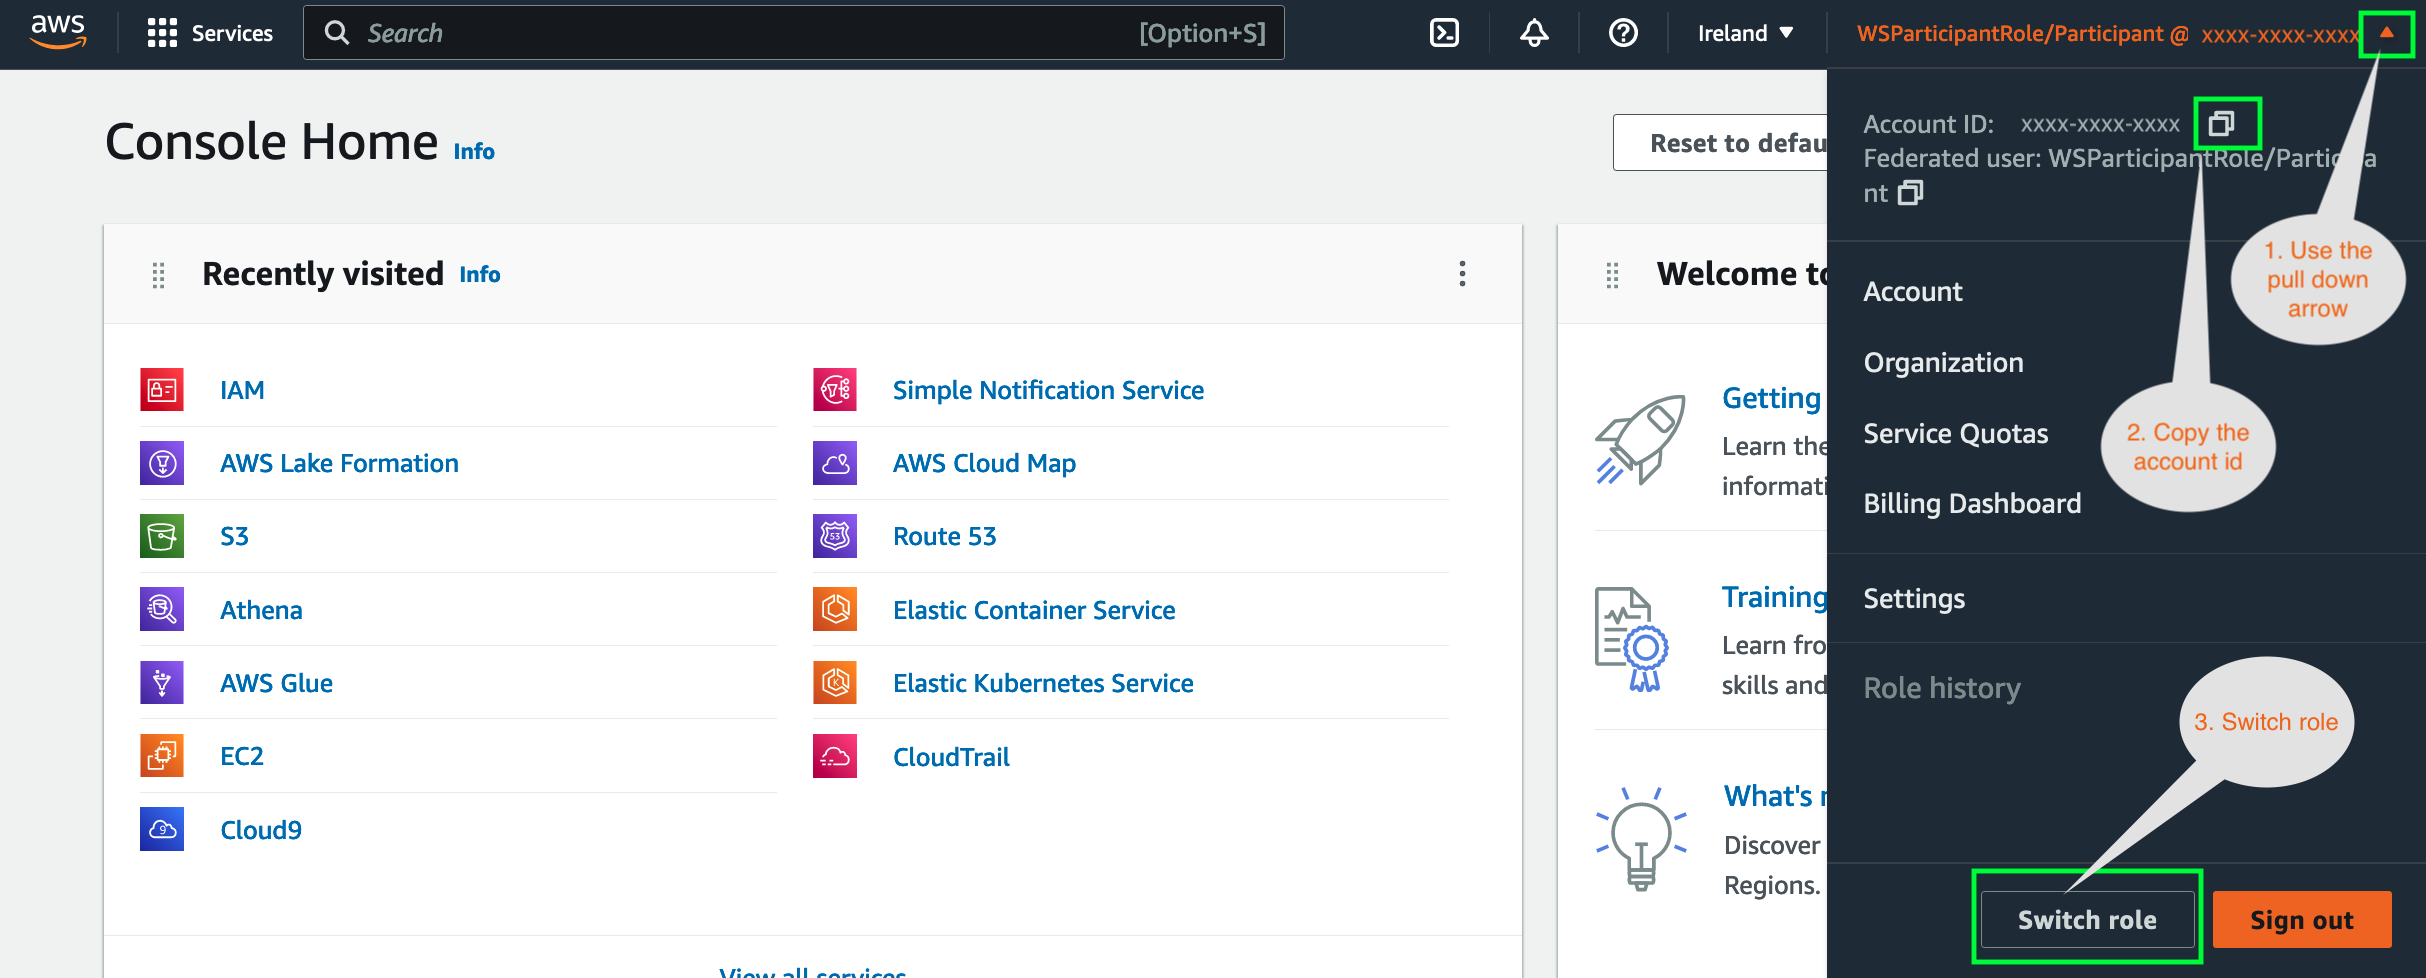 aws
Services
Search
[Option+S]
Ireland
WSParticipantRole/Participant @ xxxx-xxxx-xxxx
Console Home Info
Reset to defau
Recently visited Info
IAM
AWS Lake Formation
S3
Athena
AWS Glue
EC2
Cloud9
Simple Notification Service
AWS Cloud Map
Route 53
Elastic Container Service
Elastic Kubernetes Service
CloudTrail
View all services
Welcome to
Getting
Learn the
informati
Training
Learn fro
skills and
What's
Discover
Regions.
Account ID: xxxx-xxxx-xxxx
Federated user: WSParticipantRole/Participa
nt
Account
Organization
Service Quotas
Billing Dashboard
Settings
Role history
Switch role
Sign out
1. Use the
pull down
arrow
2. Copy the
account id
3. Switch role